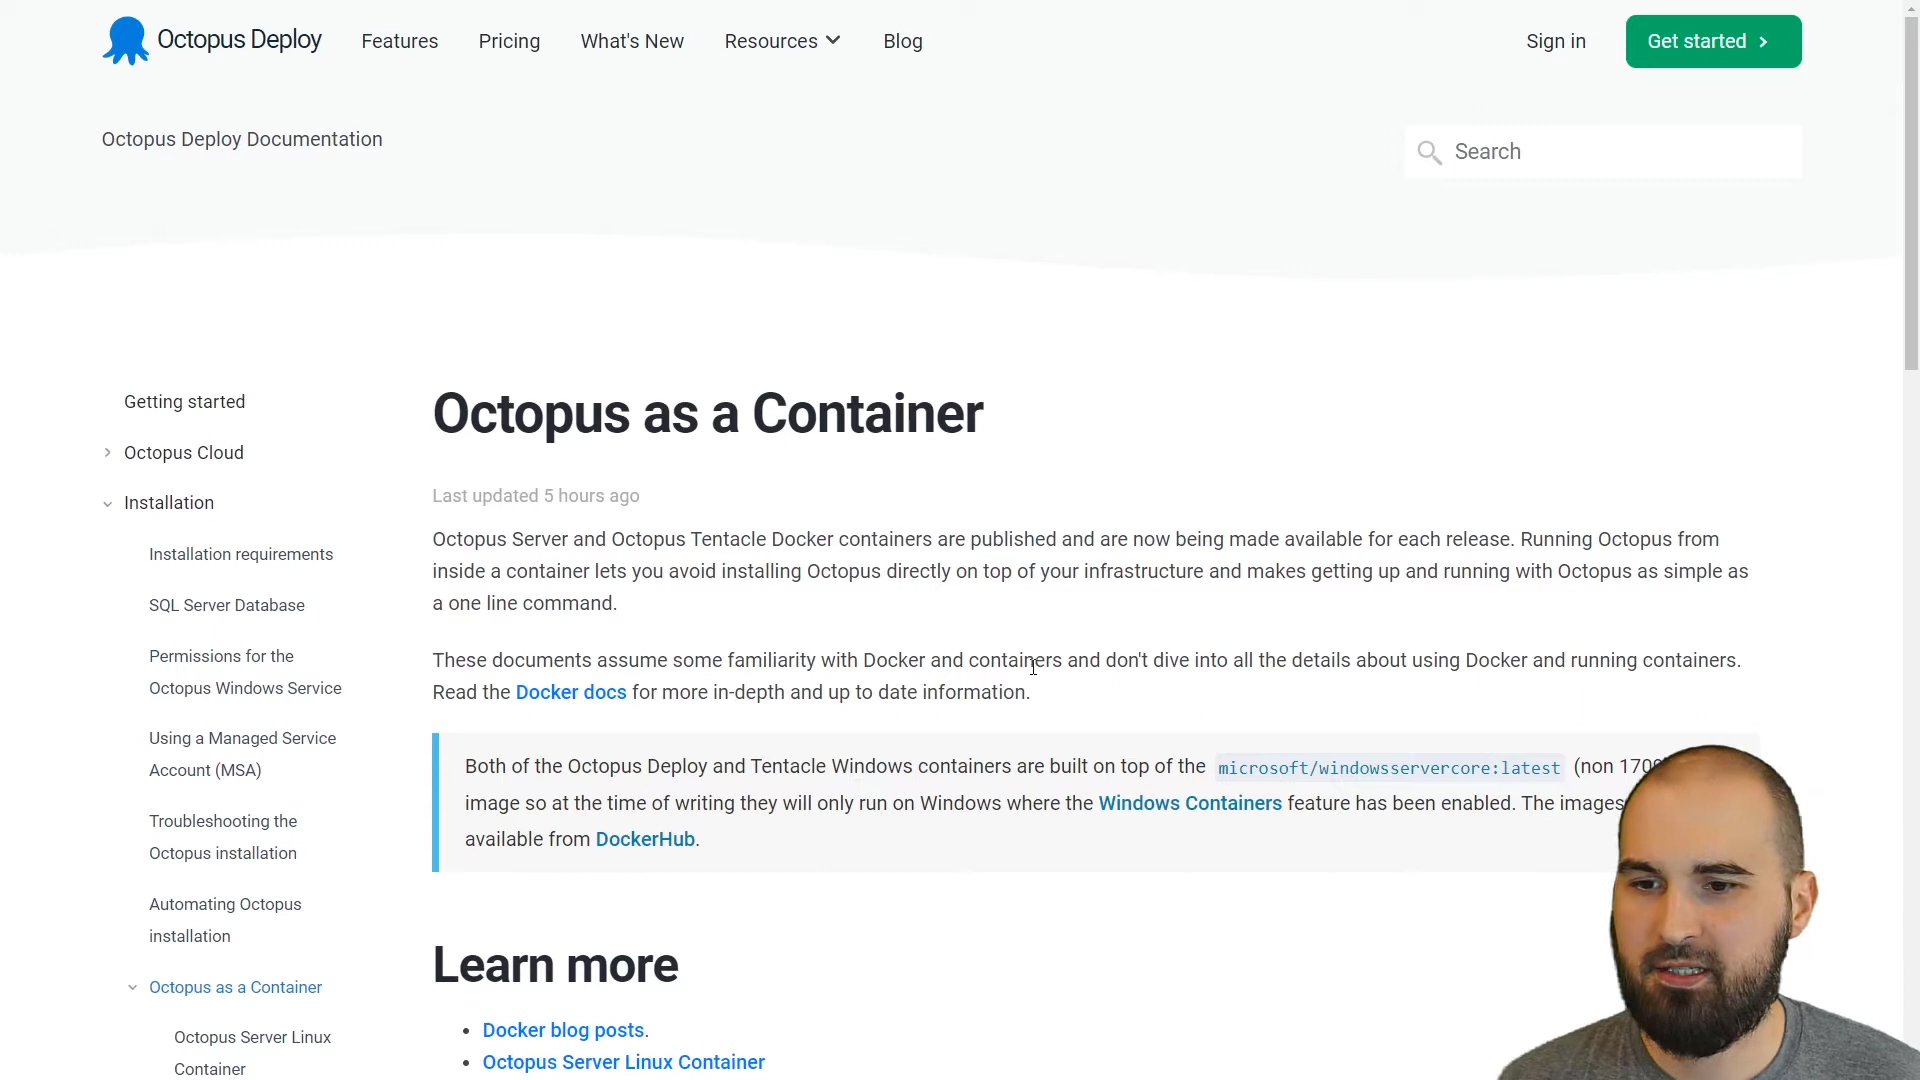 Octopus Deploy
Features
Pricing
What's New
Resources
Blog
Sign in
Get started
Octopus Deploy Documentation
Search
Getting started
Octopus Cloud
Installation
Installation requirements
SQL Server Database
Permissions for the
Octopus Windows Service
Using a Managed Service
Account (MSA)
Troubleshooting the
Octopus installation
Automating Octopus
installation
Octopus as a Container
Octopus Server Linux
Container
Octopus as a Container
Last updated 5 hours ago
Octopus Server and Octopus Tentacle Docker containers are published and are now being made available for each release. Running Octopus from
inside a container lets you avoid installing Octopus directly on top of your infrastructure and makes getting up and running with Octopus as simple as
a one line command.
These documents assume some familiarity with Docker and containers and don't dive into all the details about using Docker and running containers.
Read the Docker docs for more in-depth and up to date information.
Both of the Octopus Deploy and Tentacle Windows containers are built on top of the microsoft/windowsservercore:latest (non 1709
image so at the time of writing they will only run on Windows where the Windows Containers feature has been enabled. The images
available from DockerHub.
Learn more
Docker blog posts.
Octopus Server Linux Container